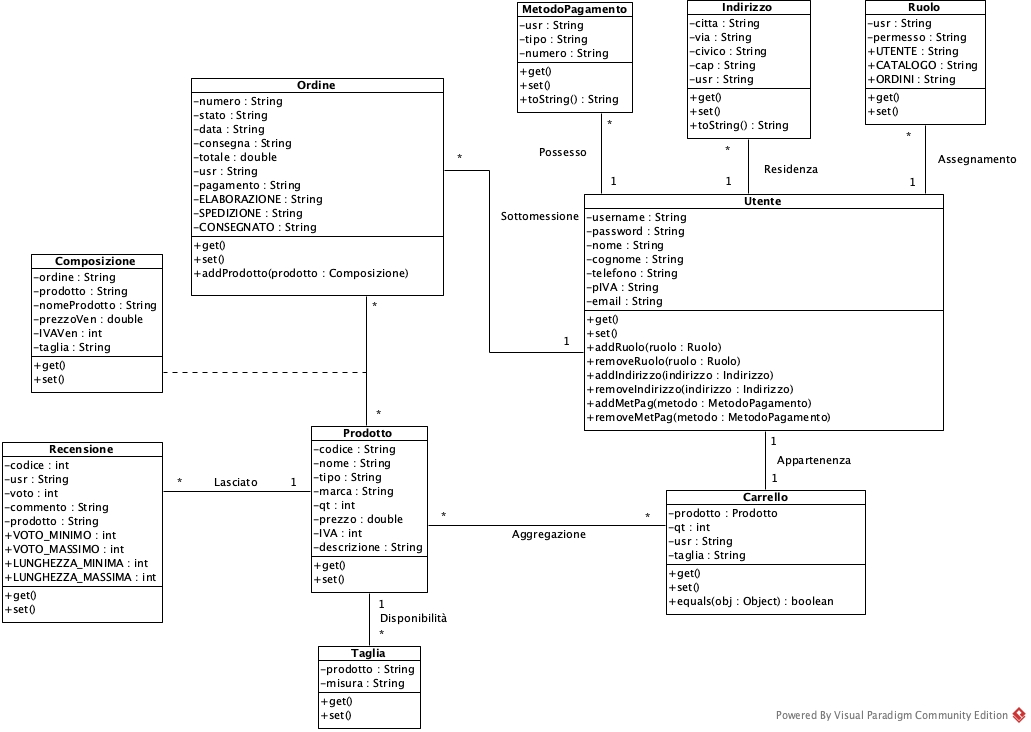 MetodoPagamento
-usr : String
-tipo : String
-numero : String
+get()
+set()
+toString() : String
Indirizzo
-citta : String
-via : String
-civico : String
-cap : String
-usr : String
+get()
+set()
+toString() : String
Ruolo
-usr : String
-permesso : String
+UTENTE : String
+CATALOGO : String
+ORDINI : String
+get()
+set()
Ordine
-numero : String
-stato : String
-data : String
-consegna : String
-totale : double
-usr : String
-pagamento : String
-ELABORAZIONE : String
-SPEDIZIONE : String
-CONSEGNATO : String
+get()
+set()
+addProdotto(prodotto : Composizione)
*
Possesso
1
*
Residenza
1
*
Assegnamento
1
*
Sottomessione
1
Utente
-username : String
-password : String
-nome : String
-cognome : String
-telefono : String
-pIVA : String
-email : String
+get()
+set()
+addRuolo(ruolo : Ruolo)
+removeRuolo(ruolo : Ruolo)
+addIndirizzo(indirizzo : Indirizzo)
+removeIndirizzo(indirizzo : Indirizzo)
+addMetPag(metodo : MetodoPagamento)
+removeMetPag(metodo : MetodoPagamento)
Composizione
-ordine : String
-prodotto : String
-nomeProdotto : String
-prezzoVen : double
-IVAVen : int
-taglia : String
+get()
+set()
*
*
Prodotto
-codice : String
-nome : String
-tipo : String
-marca : String
-qt : int
-prezzo : double
-IVA : int
-descrizione : String
+get()
+set()
Recensione
-codice : int
-usr : String
-voto : int
-commento : String
-prodotto : String
+VOTO_MINIMO : int
+VOTO_MASSIMO : int
+LUNGHEZZA_MINIMA : int
+LUNGHEZZA_MASSIMA : int
+get()
+set()
*
Lasciato
1
1
Appartenenza
1
Carrello
-prodotto : Prodotto
-qt : int
-usr : String
-taglia : String
+get()
+set()
+equals(obj : Object) : boolean
*
Aggregazione
*
1
Disponibilità
*
Taglia
-prodotto : String
-misura : String
+get()
+set()
Powered By Visual Paradigm Community Edition